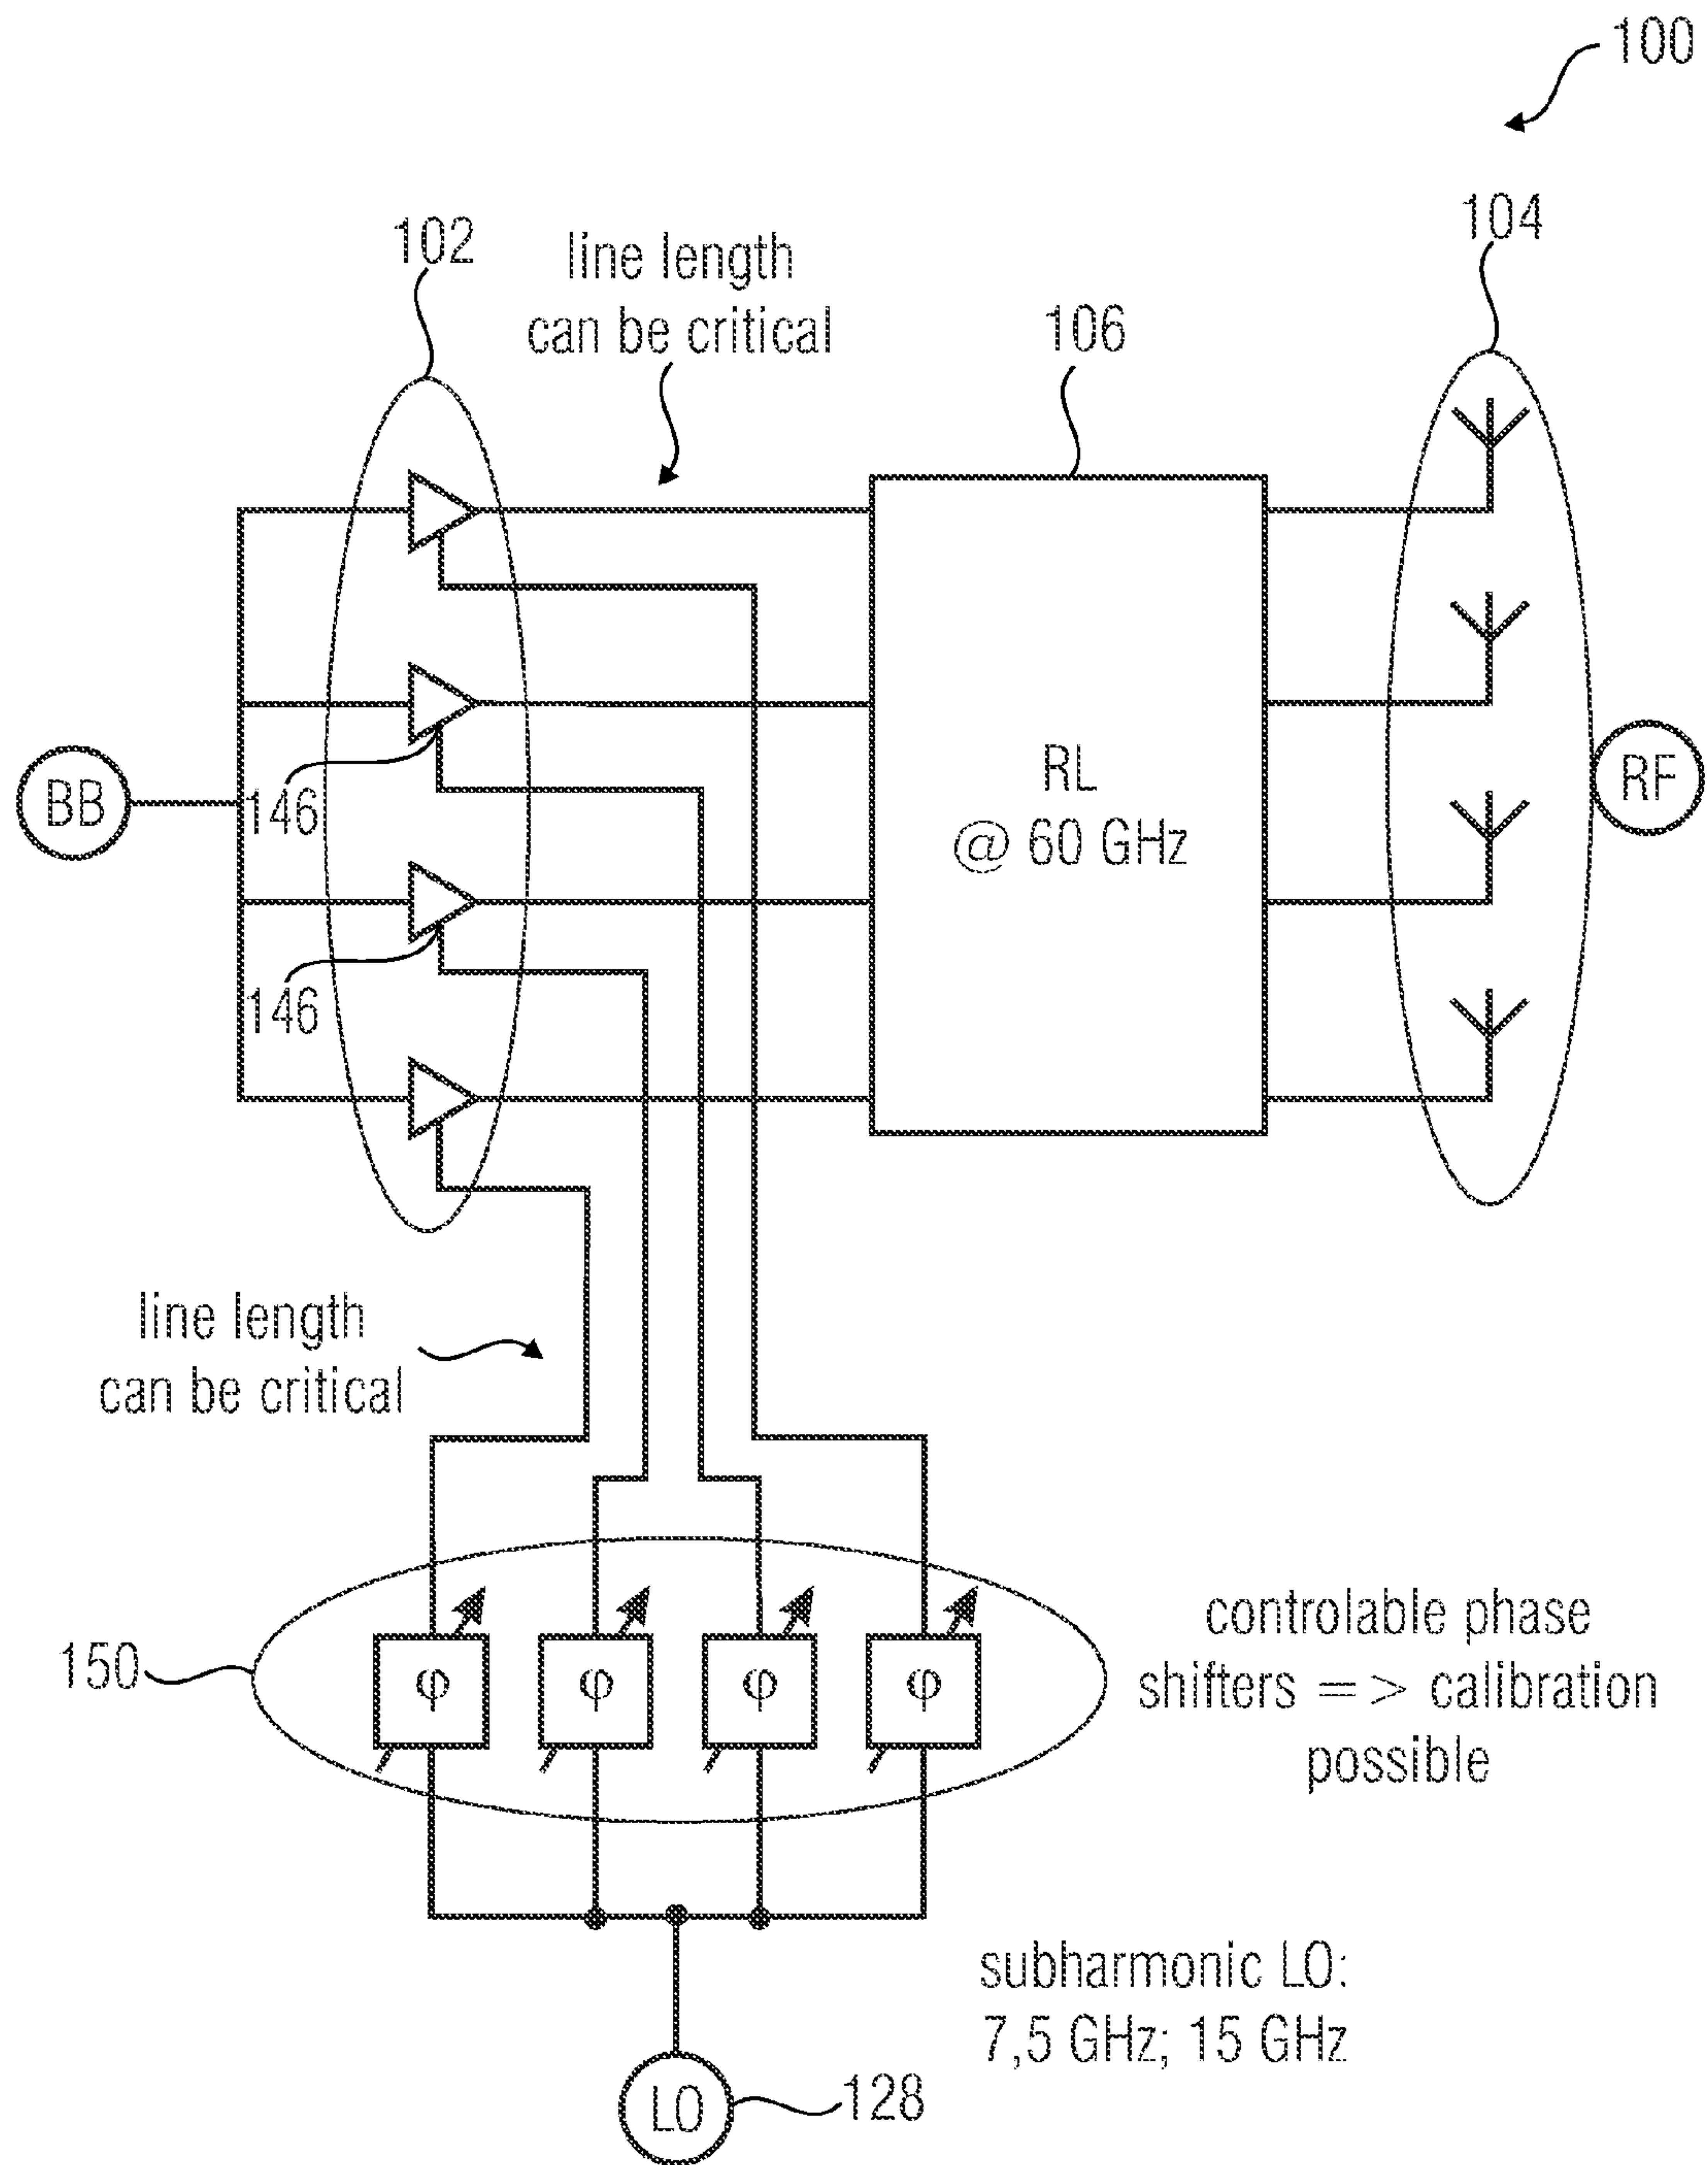 100
102
line length
can be critical
104
106
BB
146
RL
@ 60 GHz
RF
146
line length
can be critical
150
φ
φ
φ
φ
controlable phase
shifters => calibration
possible
subharmonic LO:
7,5 GHz; 15 GHz
LO
128